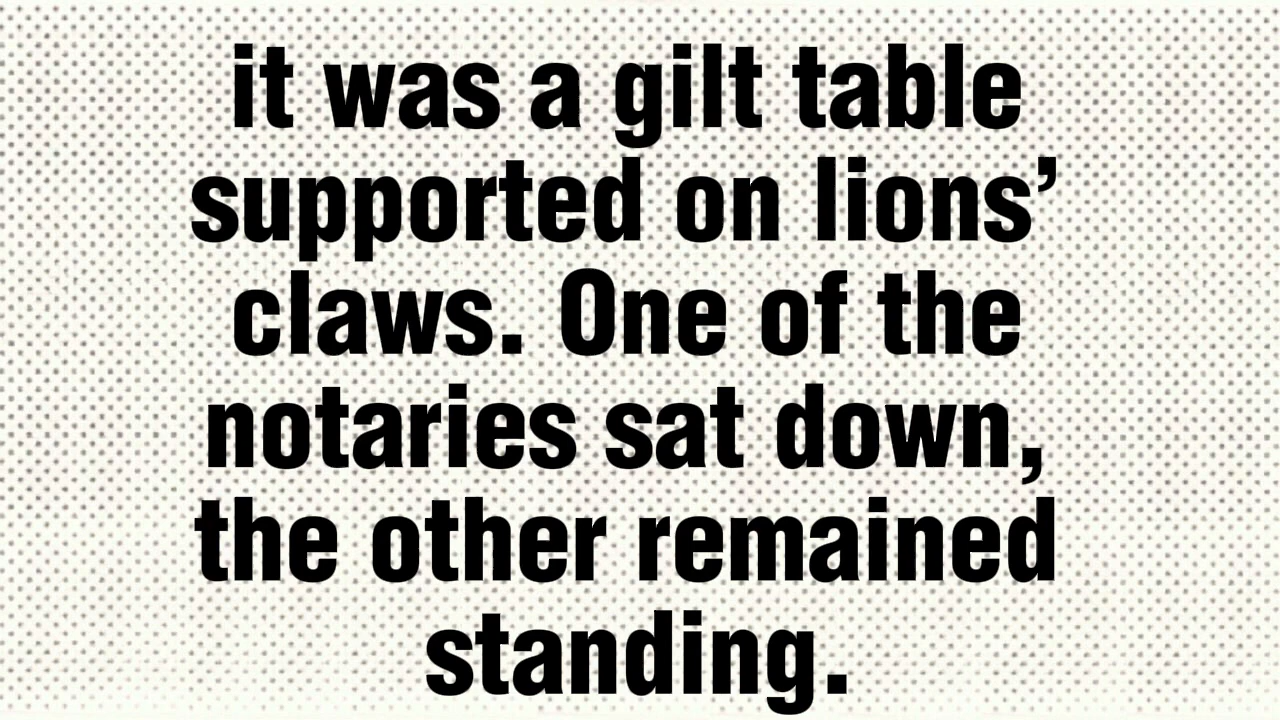 it was a gilt table
supported on lions’
claws. One of the
notaries sat down,
the other remained
standing.